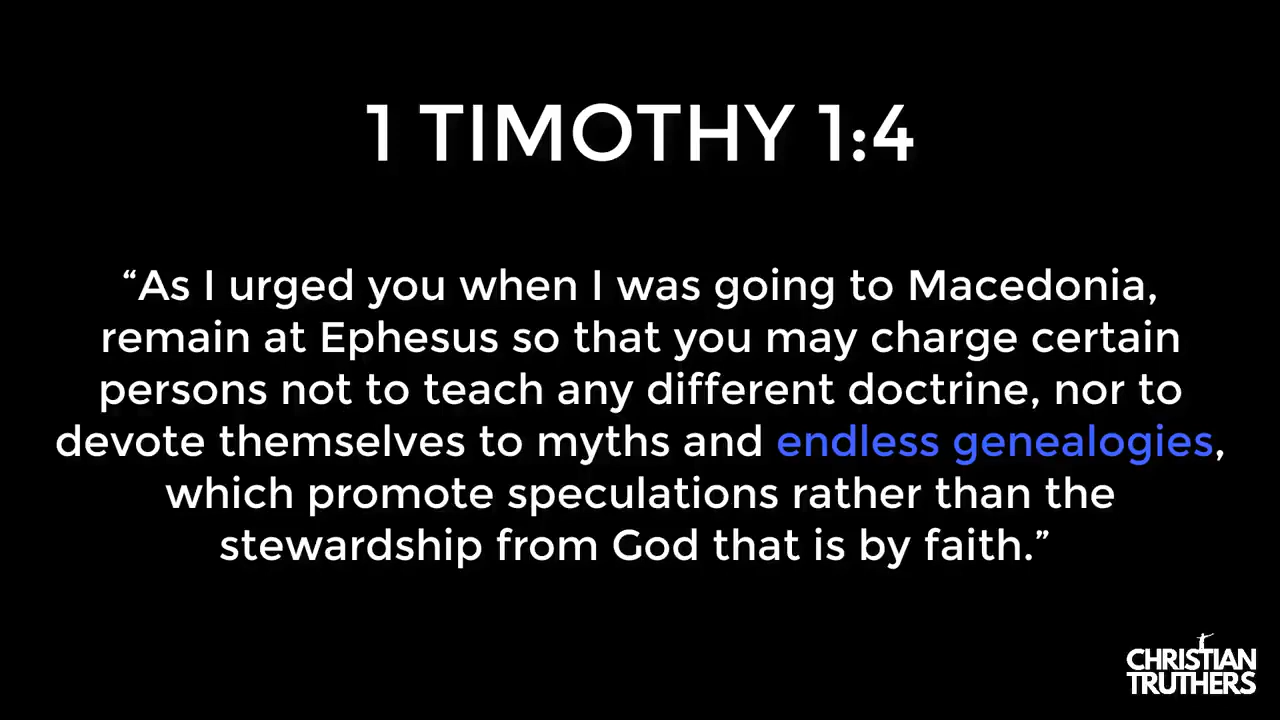 1 TIMOTHY 1:4
“As I urged you when I was going to Macedonia,
remain at Ephesus so that you may charge certain
persons not to teach any different doctrine, nor to
devote themselves to myths and endless genealogies,
which promote speculations rather than the
stewardship from God that is by faith.”
CHRISTIAN
TRUTHERS